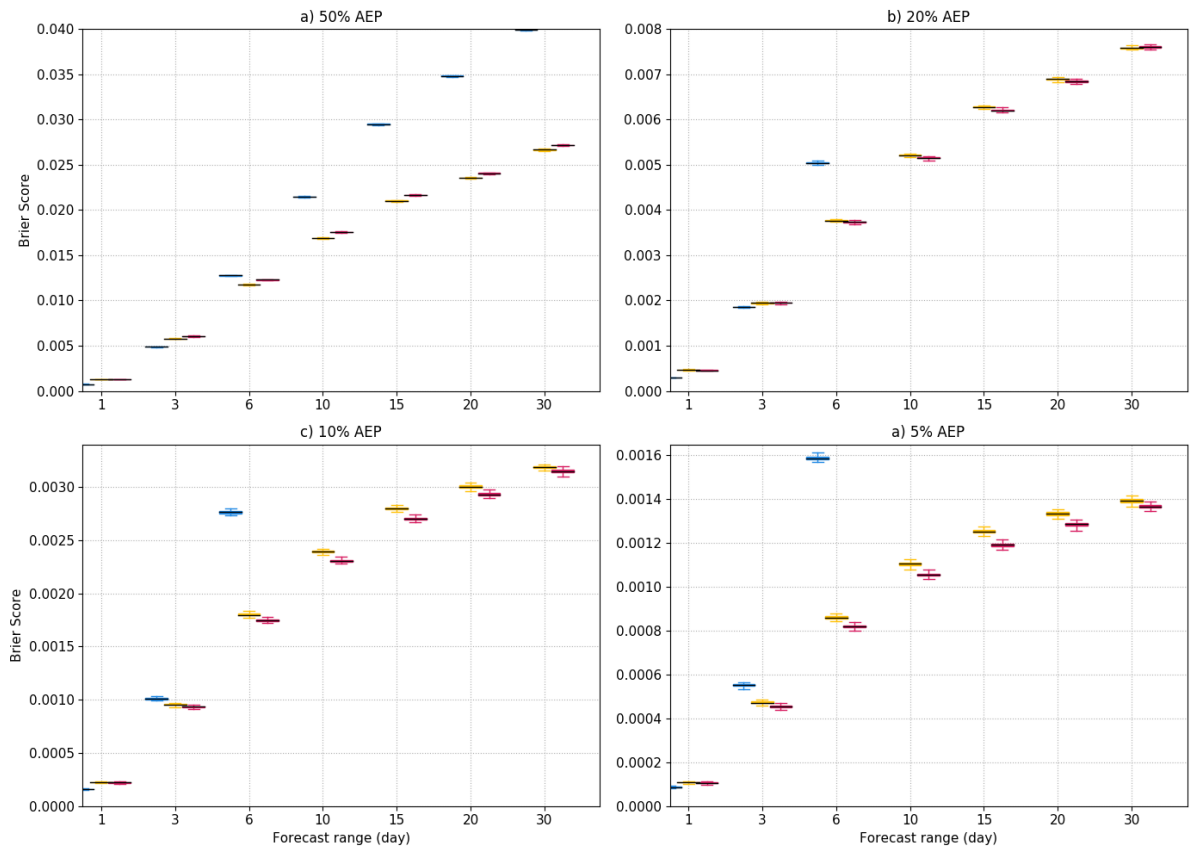 a) 50% AEP
Brier Score
0.040
0.035
0.030
0.025
0.020
0.015
0.010
0.005
0.000
1 3 6 10 15 20 30
b) 20% AEP
0.008
0.007
0.006
0.005
0.004
0.003
0.002
0.001
0.000
1 3 6 10 15 20 30
c) 10% AEP
Brier Score
0.0030
0.0025
0.0020
0.0015
0.0010
0.0005
0.0000
1 3 6 10 15 20 30
Forecast range (day)
a) 5% AEP
0.0016
0.0014
0.0012
0.0010
0.0008
0.0006
0.0004
0.0002
0.0000
1 3 6 10 15 20 30
Forecast range (day)